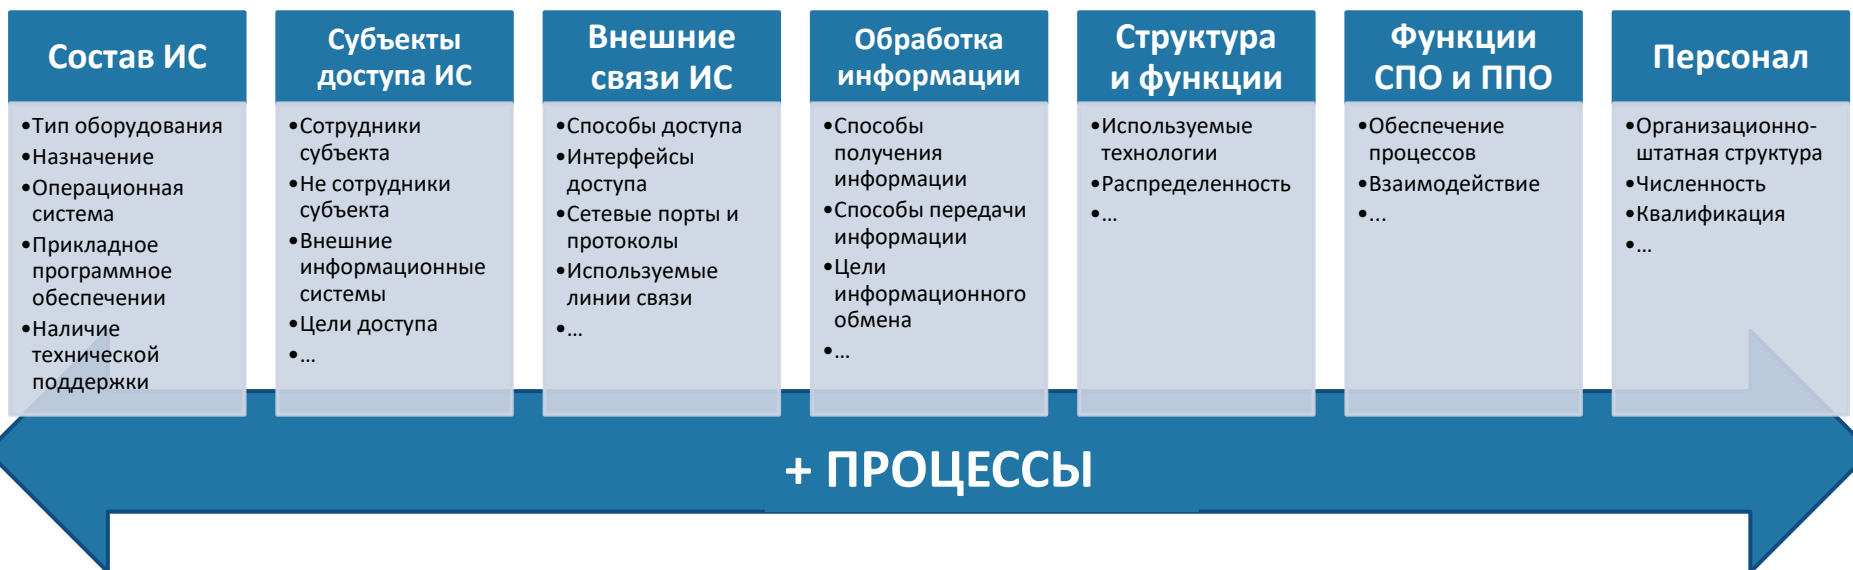 Состав ИС
•Тип оборудования
•Назначение
•Операционная
система
•Прикладное
программное
обеспечении
•Наличие
технической
поддержки
Субъекты
доступа ИС
•Сотрудники
субъекта
•Не сотрудники
субъекта
•Внешние
информационные
системы
•Цели доступа
•...
Внешние
связи ИС
•Способы доступа
•Интерфейсы
доступа
•Сетевые порты и
протоколы
•Используемые
линии связи
•...
Обработка
информации
•Способы
получения
информации
•Способы передачи
информации
•Цели
информационного
обмена
•...
Структура
и функции
•Используемые
технологии
•Распределенность
•...
Функции
СПО и ППО
•Обеспечение
процессов
•Взаимодействие
•...
Персонал
•Организационно-
штатная структура
•Численность
•Квалификация
•...
+ ПРОЦЕССЫ